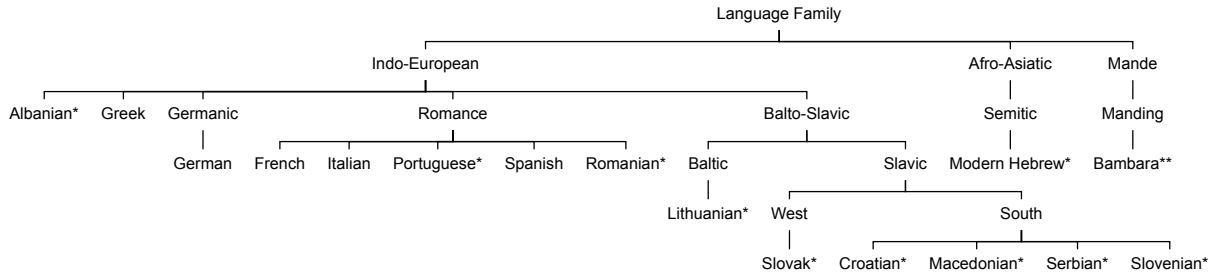 Language Family
Indo-European Afro-Asiatic Mande
Albanian* Greek Germanic Romance Balto-Slavic Semitic Manding
German French Italian Portuguese* Spanish Romanian* Baltic Slavic Modern Hebrew* Bambara**
Lithuanian* West South
Slovak* Croatian* Macedonian* Serbian* Slovenian*